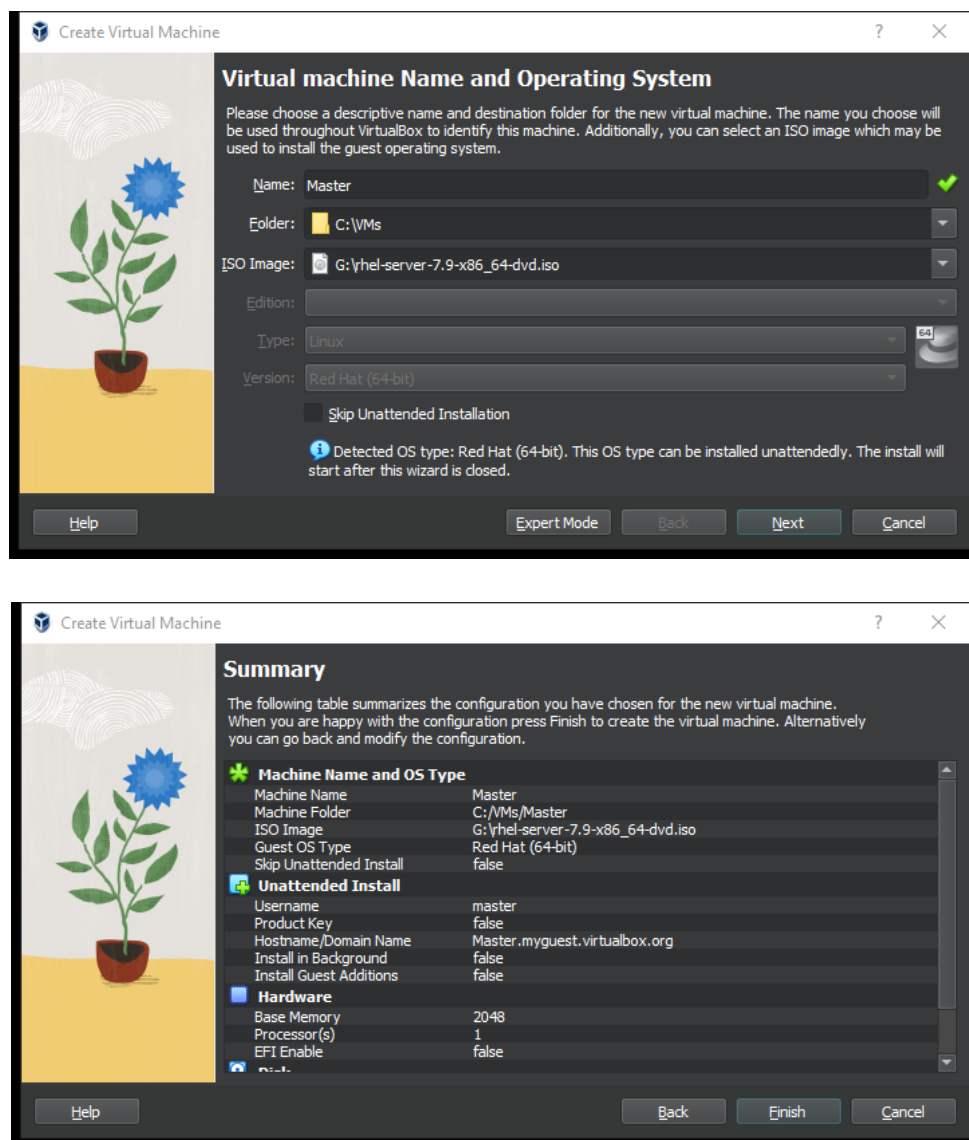 Create Virtual Machine
?
Virtual machine Name and Operating System
Please choose a descriptive name and destination folder for the new virtual machine. The name you choose will
be used throughout VirtualBox to identify this machine. Additionally, you can select an ISO image which may be
used to install the guest operating system.
Name: Master
Folder: C:\VMs
ISO Image: G:\rhel-server-7.9-x86_64-dvd.iso
Edition:
Type: Linux
64
Version: Red Hat (64-bit)
Skip Unattended Installation
Detected OS type: Red Hat (64-bit). This OS type can be installed unattendedly. The install will
start after this wizard is closed.
Help Expert Mode Back Next Cancel
Create Virtual Machine
?
Summary
The following table summarizes the configuration you have chosen for the new virtual machine.
When you are happy with the configuration press Finish to create the virtual machine. Alternatively
you can go back and modify the configuration.
Machine Name and OS Type
Machine Name Master
Machine Folder C:/VMs/Master
ISO Image G:\rhel-server-7.9-x86_64-dvd.iso
Guest OS Type Red Hat (64-bit)
Skip Unattended Install false
Unattended Install
Username master
Product Key false
Hostname/Domain Name Master.myguest.virtualbox.org
Install in Background false
Install Guest Additions false
Hardware
Base Memory 2048
Processor(s) 1
EFI Enable false
Disk
Help Back Finish Cancel